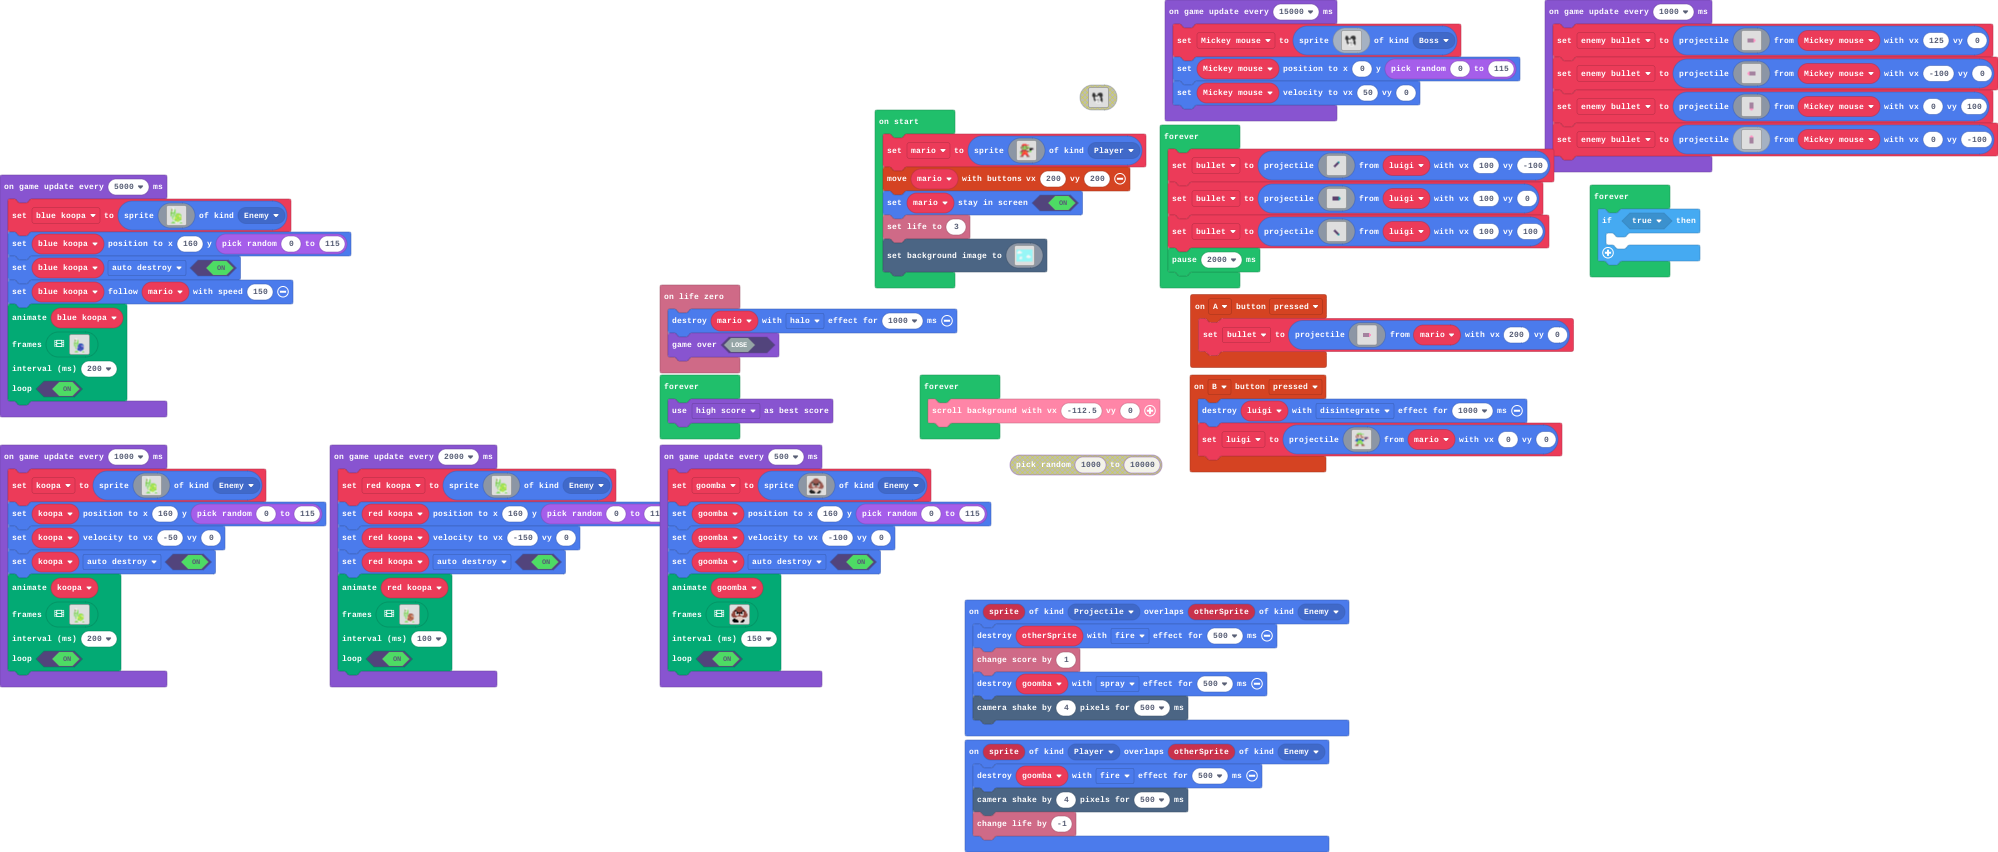 on game update every 15000 ms
set Mickey mouse to sprite of kind Boss
set Mickey mouse position to x 0 y pick random 0 to 115
set Mickey mouse velocity to vx 50 vy 0
on game update every 1000 ms
set enemy bullet to projectile from Mickey mouse with vx 125 vy 0
set enemy bullet to projectile from Mickey mouse with vx -100 vy 0
set enemy bullet to projectile from Mickey mouse with vx 0 vy 100
set enemy bullet to projectile from Mickey mouse with vx 0 vy -100
on start
set mario to sprite of kind Player
move mario with buttons vx 200 vy 200
set mario stay in screen ON
set life to 3
set background image to
forever
set bullet to projectile from luigi with vx 100 vy -100
set bullet to projectile from luigi with vx 100 vy 0
set bullet to projectile from luigi with vx 100 vy 100
pause 2000 ms
forever
if true then
on game update every 5000 ms
set blue koopa to sprite of kind Enemy
set blue koopa position to x 160 y pick random 0 to 115
set blue koopa auto destroy ON
set blue koopa follow mario with speed 150
animate blue koopa
frames
interval (ms) 200
loop ON
on life zero
destroy mario with halo effect for 1000 ms
game over LOSE
on A button pressed
set bullet to projectile from mario with vx 200 vy 0
forever
use high score as best score
forever
scroll background with vx -112.5 vy 0
on B button pressed
destroy luigi with disintegrate effect for 1000 ms
set luigi to projectile from mario with vx 0 vy 0
pick random 1000 to 10000
on game update every 1000 ms
set koopa to sprite of kind Enemy
set koopa position to x 160 y pick random 0 to 115
set koopa velocity to vx -50 vy 0
set koopa auto destroy ON
animate koopa
frames
interval (ms) 200
loop ON
on game update every 2000 ms
set red koopa to sprite of kind Enemy
set red koopa position to x 160 y pick random 0 to
set red koopa velocity to vx -150 vy 0
set red koopa auto destroy ON
animate red koopa
frames
interval (ms) 100
loop ON
on game update every 500 ms
set goomba to sprite of kind Enemy
set goomba position to x 160 y pick random 0 to 115
set goomba velocity to vx -100 vy 0
set goomba auto destroy ON
animate goomba
frames
interval (ms) 150
loop ON
on sprite of kind Projectile overlaps otherSprite of kind Enemy
destroy otherSprite with fire effect for 500 ms
change score by 1
destroy goomba with spray effect for 500 ms
camera shake by 4 pixels for 500 ms
on sprite of kind Player overlaps otherSprite of kind Enemy
destroy goomba with fire effect for 500 ms
camera shake by 4 pixels for 500 ms
change life by -1